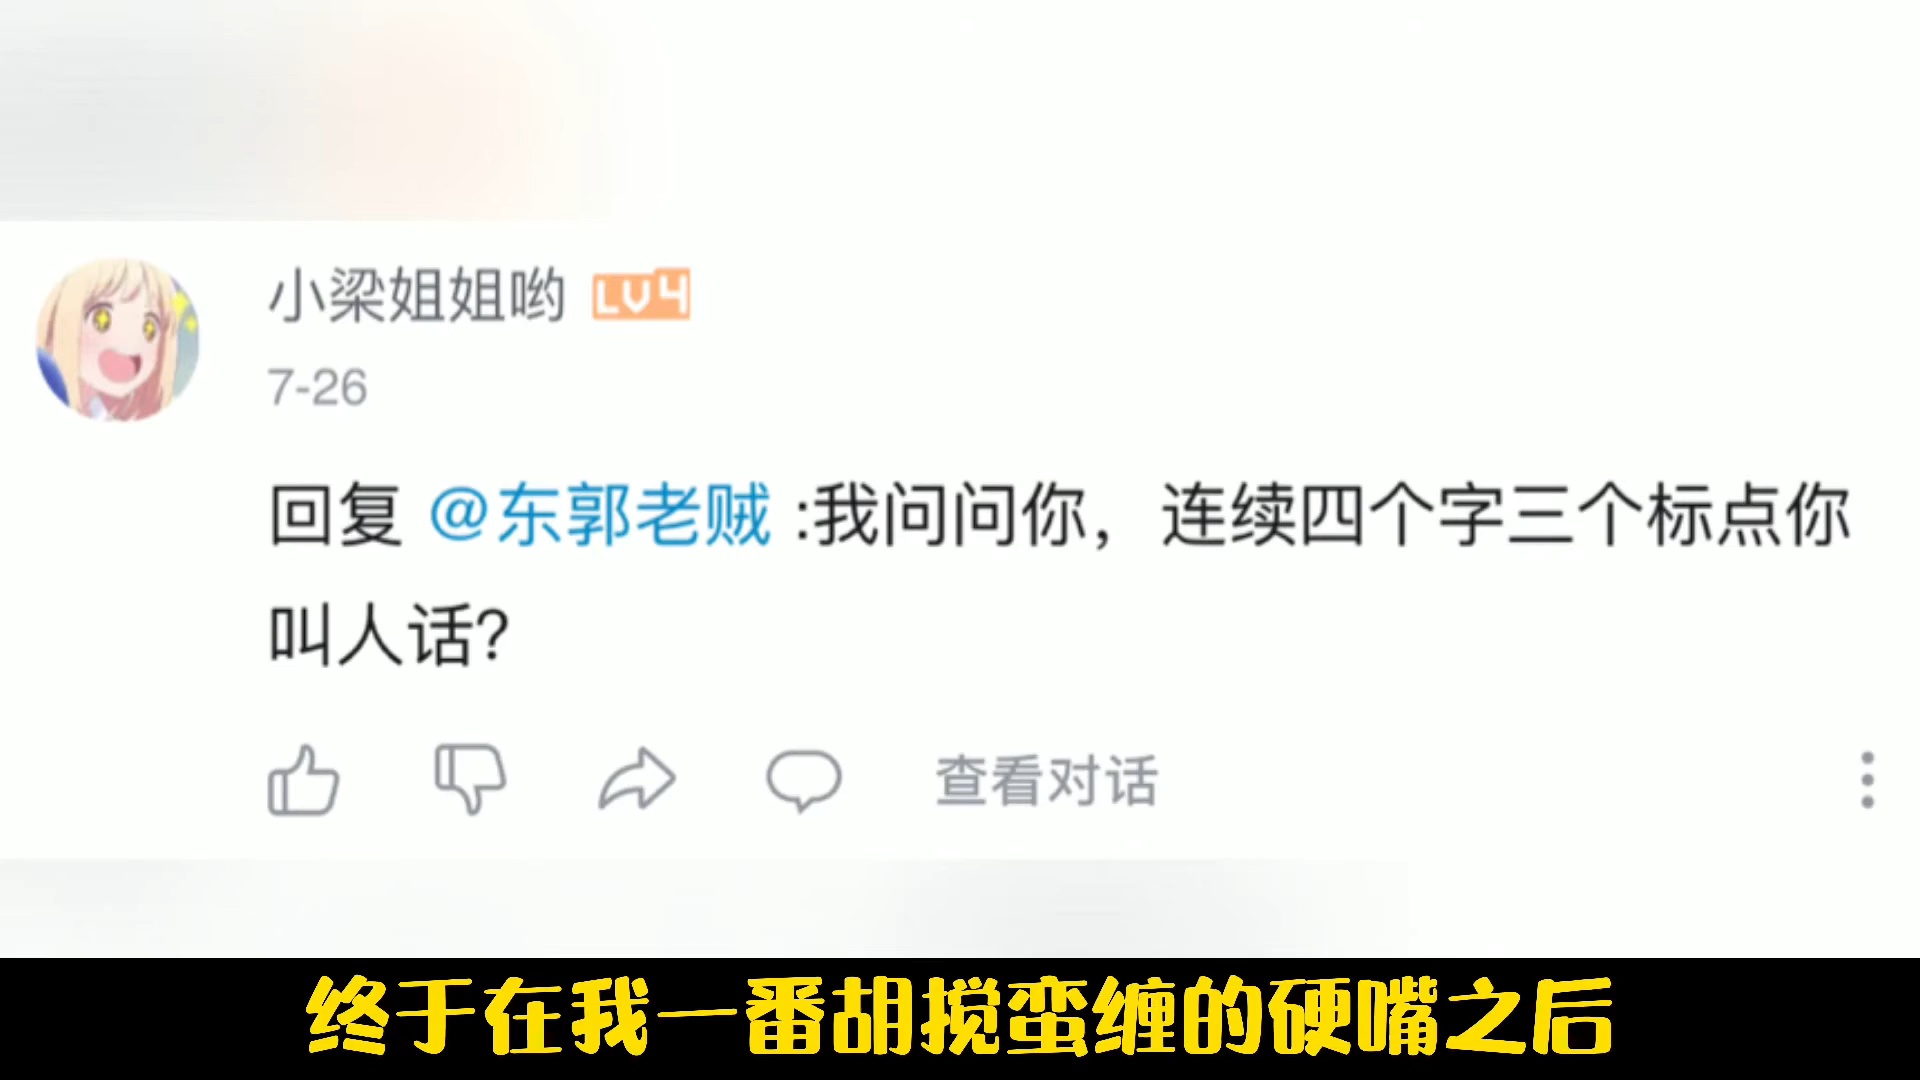 小梁姐姐哟 LV4
7-26
回复 @东郭老贼 :我问问你，连续四个字三个标点你
叫人话?
查看对话
终于在我一番胡搅蛮缠的硬嘴之后